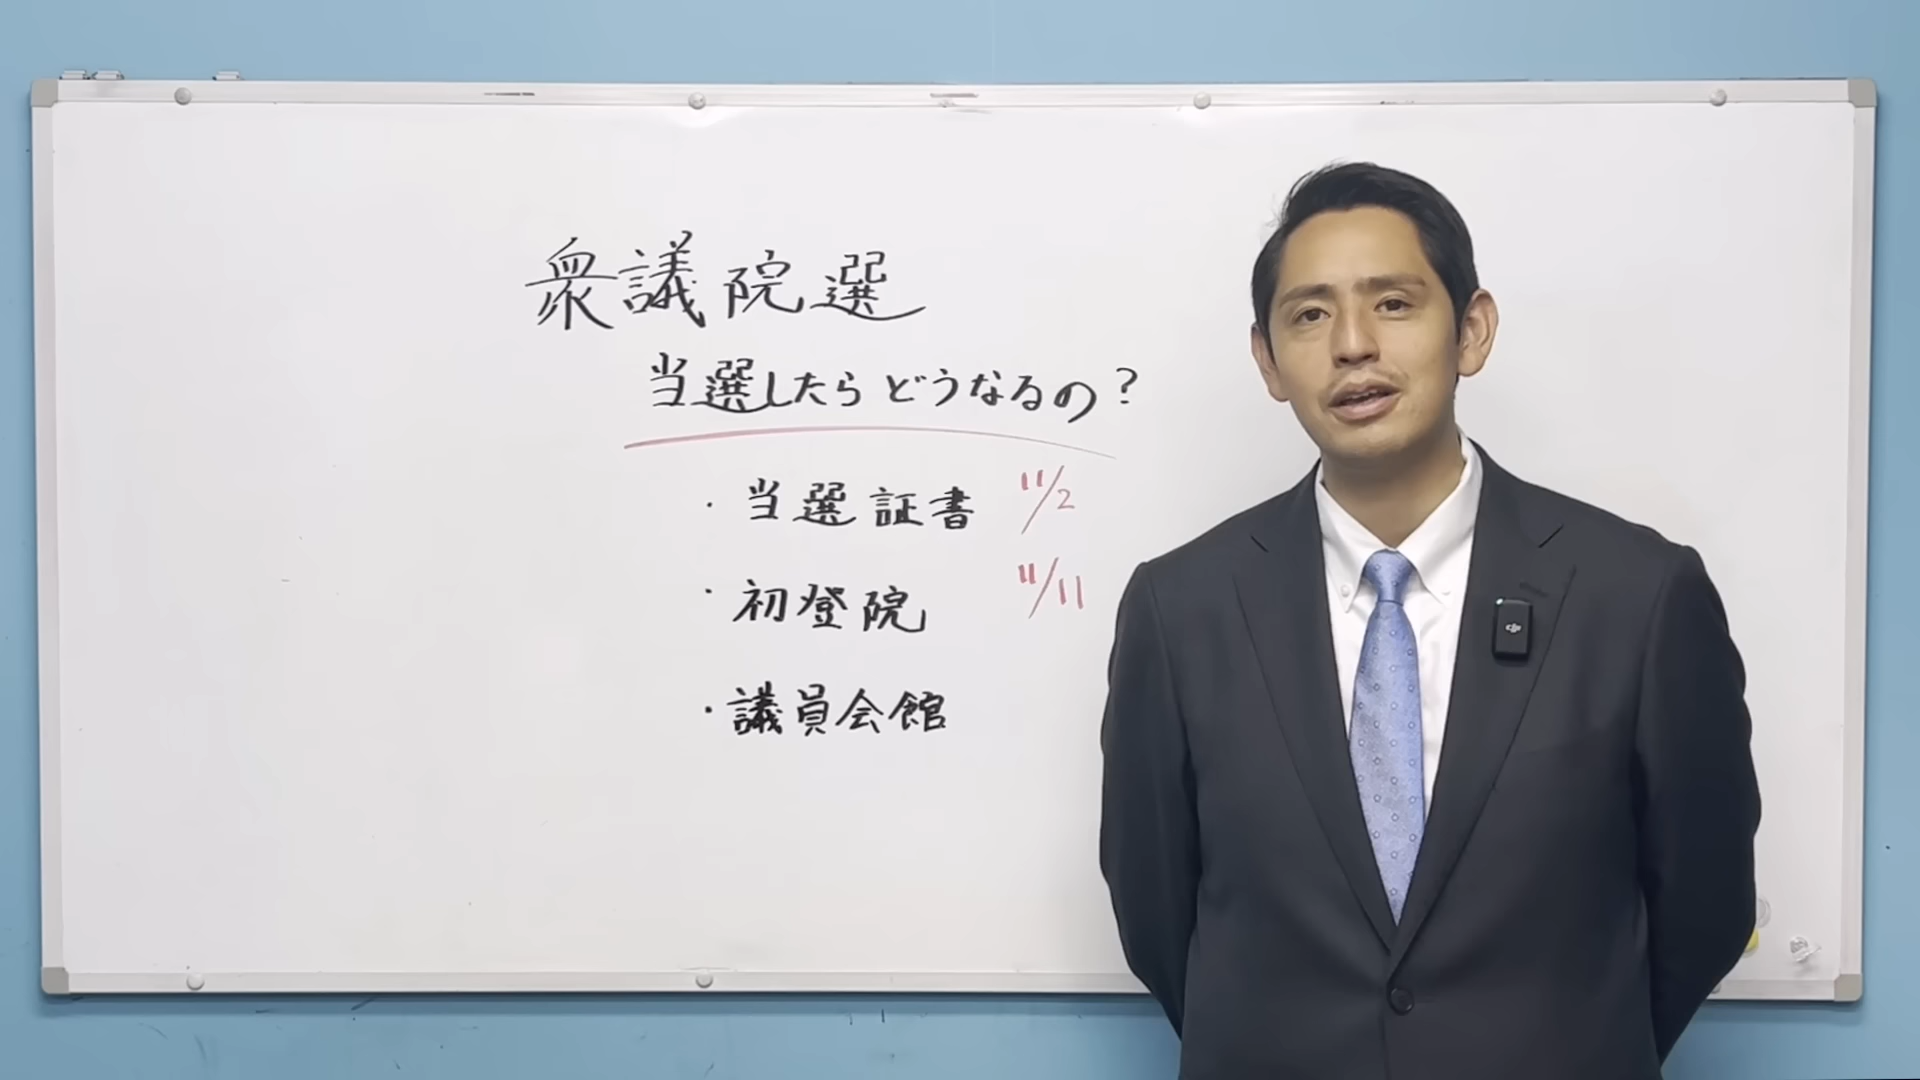 衆議院選
当選したらどうなるの?
・当選証書 11/2
・初登院 11/11
・議員会館
dji